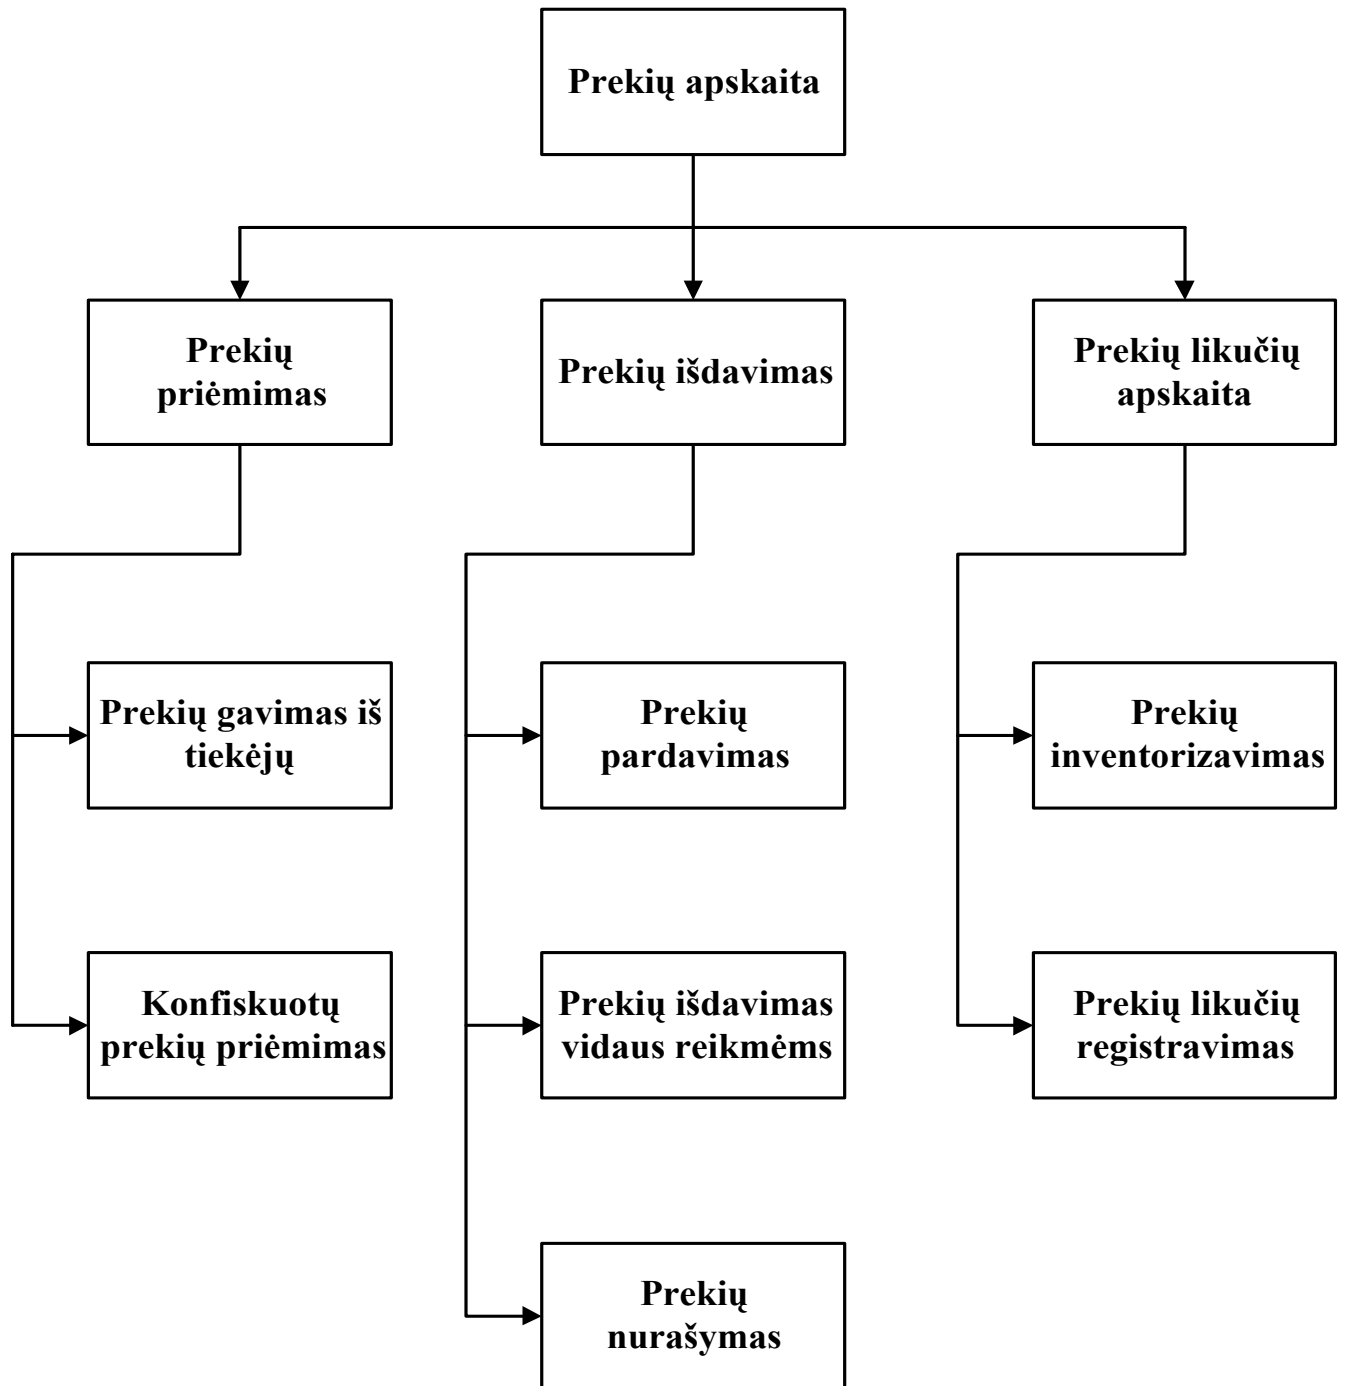 Prekių apskaita
Prekių
priėmimas
Prekių išdavimas
Prekių likučių
apskaita
Prekių gavimas iš
tiekėjų
Prekių
pardavimas
Prekių
inventorizavimas
Konfiskuotų
prekių priėmimas
Prekių išdavimas
vidaus reikmėms
Prekių likučių
registravimas
Prekių
nurašymas